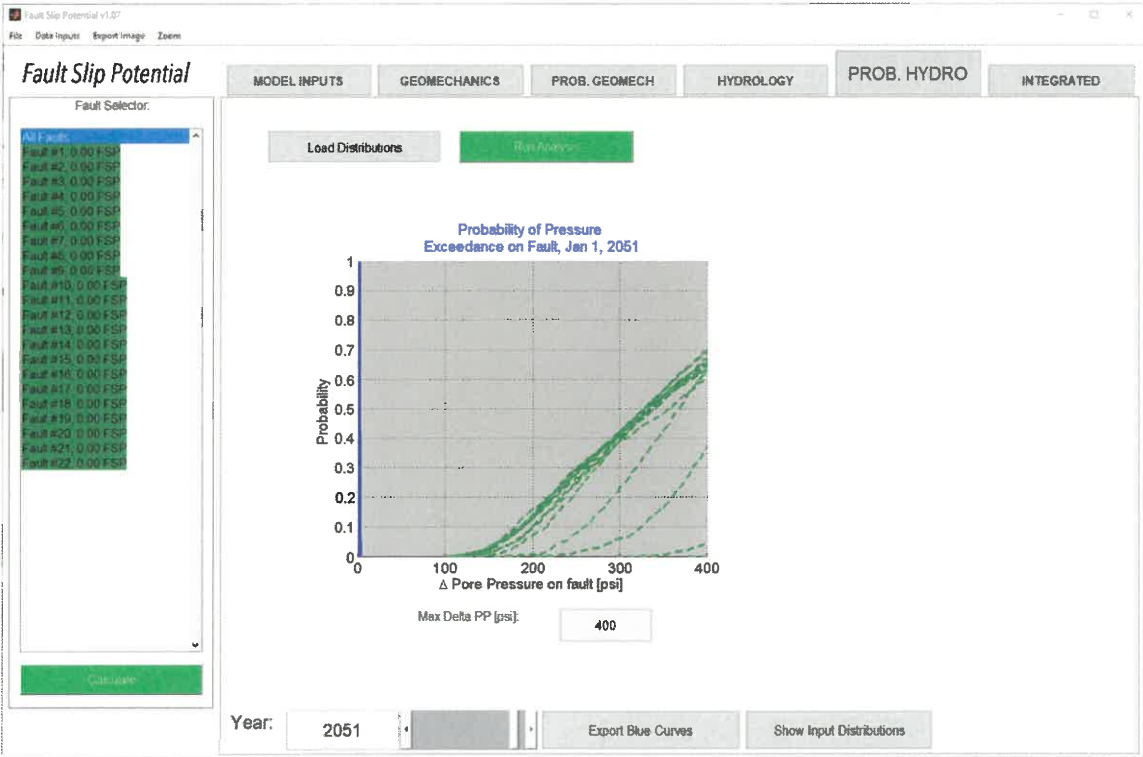 Fault Slip Potential v1.07
File Data Inputs Export Image Zoom
Fault Slip Potential
MODEL INPUTS GEOMECHANICS PROB. GEOMECH HYDROLOGY PROB. HYDRO INTEGRATED
Fault Selector:
All Faults
Fault #1, 0.00 FSP
Fault #2, 0.00 FSP
Fault #3, 0.00 FSP
Fault #4, 0.00 FSP
Fault #5, 0.00 FSP
Fault #6, 0.00 FSP
Fault #7, 0.00 FSP
Fault #8, 0.00 FSP
Fault #9, 0.00 FSP
Fault #10, 0.00 FSP
Fault #11, 0.00 FSP
Fault #12, 0.00 FSP
Fault #13, 0.00 FSP
Fault #14, 0.00 FSP
Fault #15, 0.00 FSP
Fault #16, 0.00 FSP
Fault #17, 0.00 FSP
Fault #18, 0.00 FSP
Fault #19, 0.00 FSP
Fault #20, 0.00 FSP
Fault #21, 0.00 FSP
Fault #22, 0.00 FSP
Calculate
Load Distributions Run Analysis
Probability of Pressure
Exceedance on Fault, Jan 1, 2051
1
0.9
0.8
0.7
0.6
0.5
0.4
0.3
0.2
0.1
0
Probability
0 100 200 300 400
Δ Pore Pressure on fault [psi]
Max Delta PP [psi]: 400
Year: 2051 Export Blue Curves Show Input Distributions